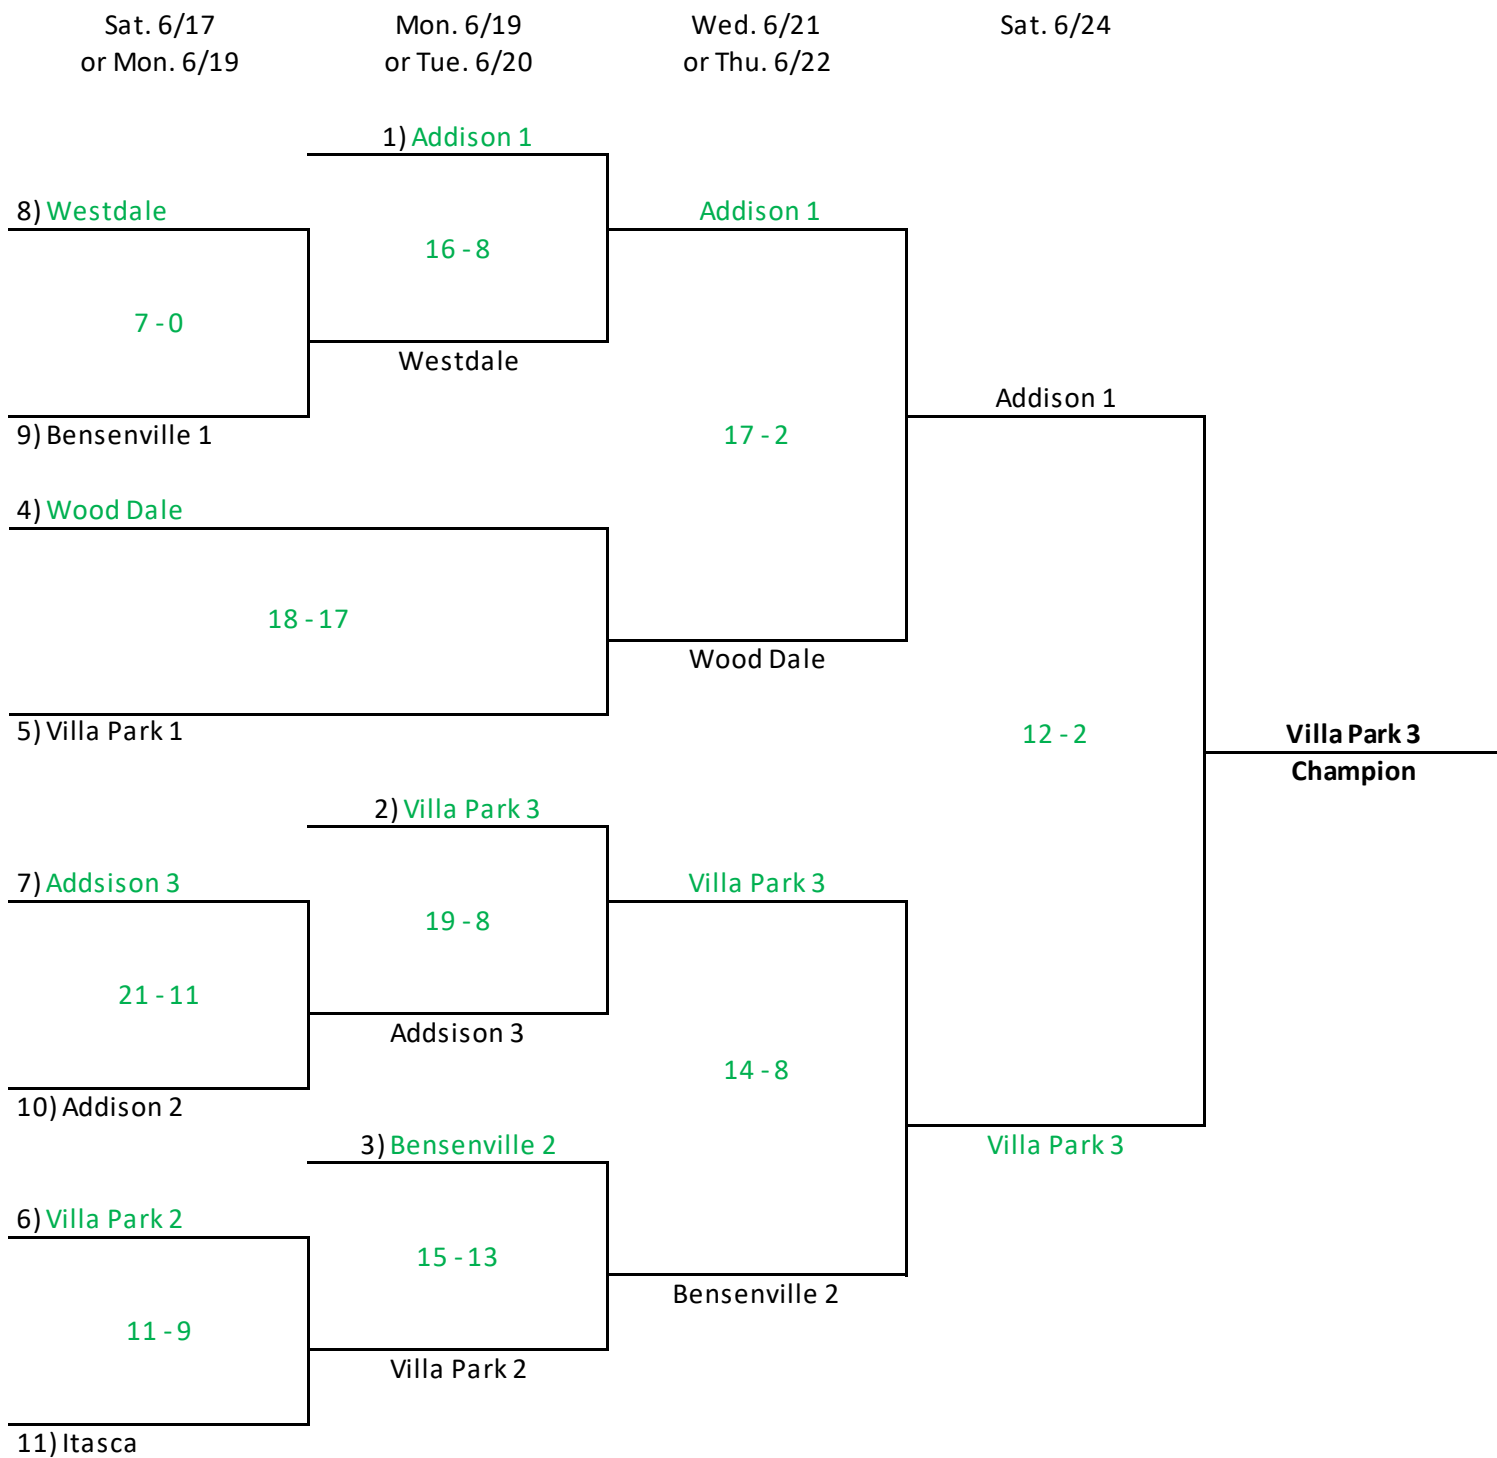 Sat. 6/17
or Mon. 6/19
Mon. 6/19
or Tue. 6/20
Wed. 6/21
or Thu. 6/22
Sat. 6/24
1) Addison 1
8) Westdale
Addison 1
16 - 8
7 - 0
Westdale
Addison 1
9) Bensenville 1
17 - 2
4) Wood Dale
18 - 17
Wood Dale
5) Villa Park 1
12 - 2
Villa Park 3
Champion
2) Villa Park 3
7) Addsison 3
Villa Park 3
19 - 8
21 - 11
Addsison 3
14 - 8
10) Addison 2
3) Bensenville 2
Villa Park 3
6) Villa Park 2
15 - 13
Bensenville 2
11 - 9
Villa Park 2
11) Itasca